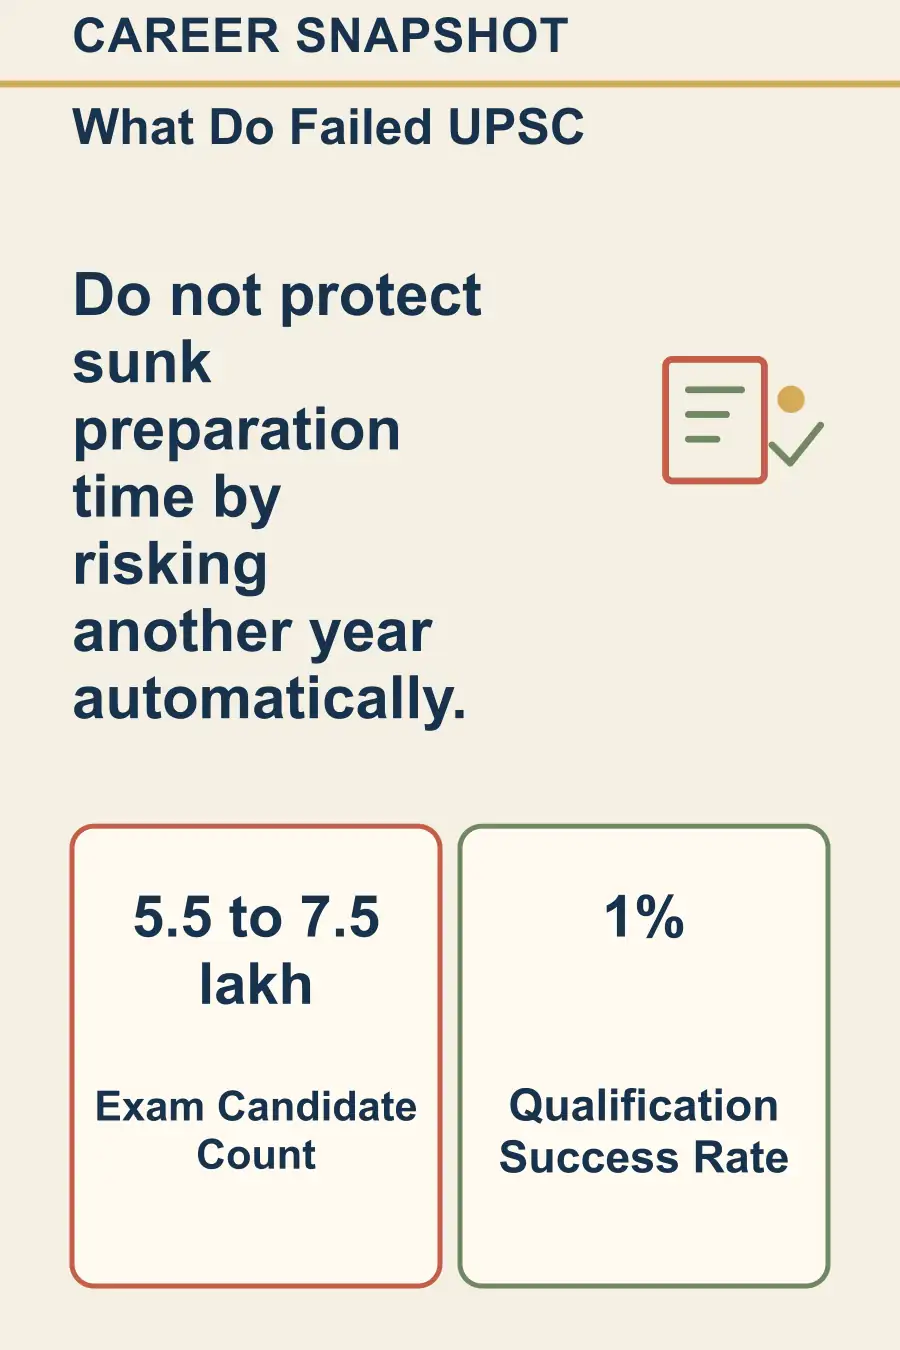 CAREER SNAPSHOT
What Do Failed UPSC
Do not protect
sunk
preparation
time by
risking
another year
automatically.
5.5 to 7.5
lakh
Exam Candidate
Count
1%
Qualification
Success Rate